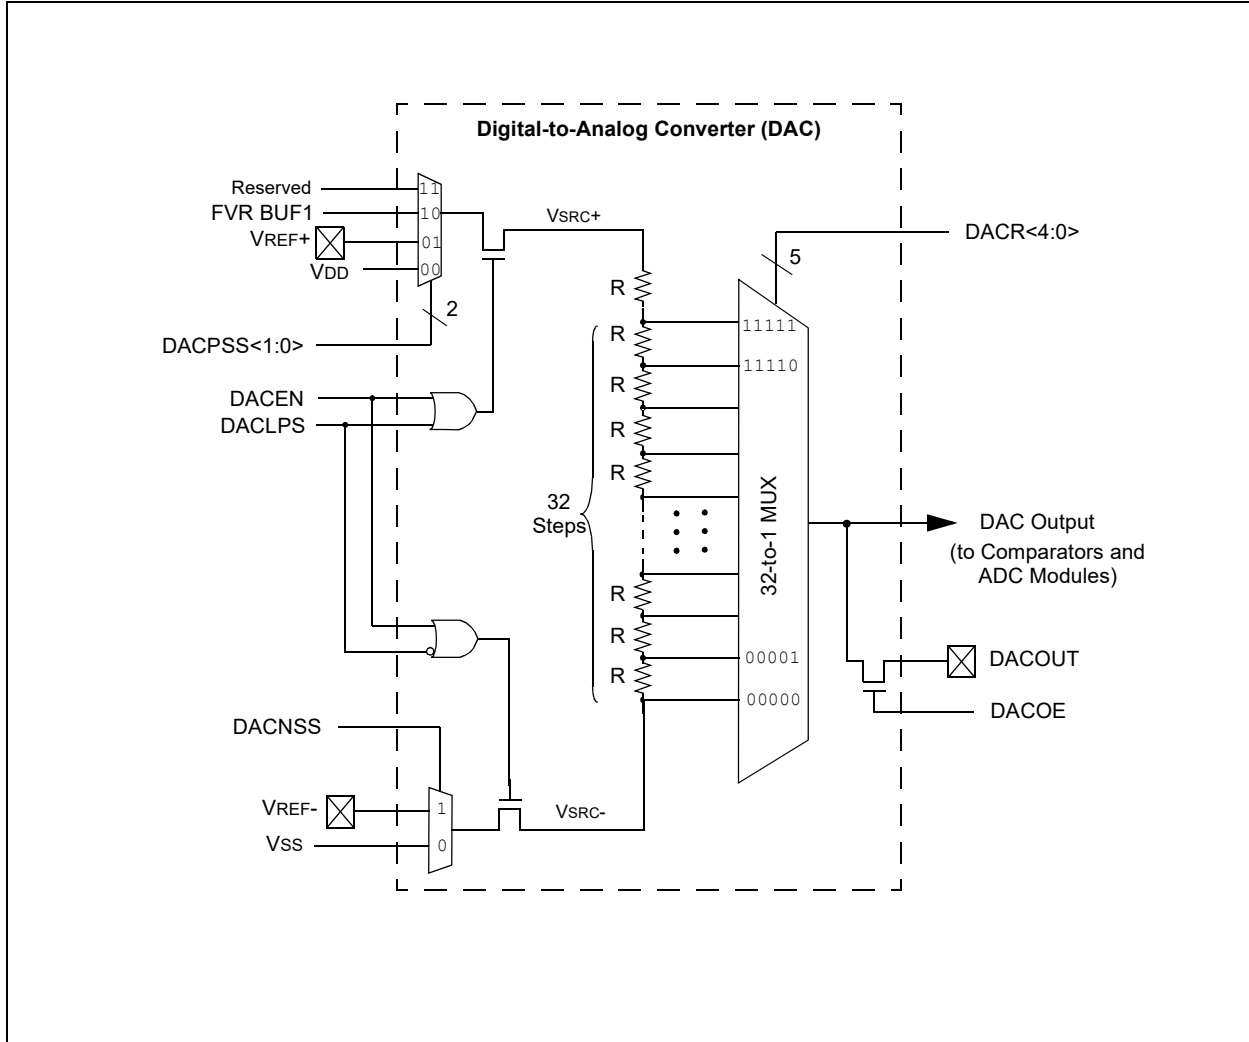 Digital-to-Analog Converter (DAC)
Reserved
11
FVR BUF1
10
VREF+
01
VDD
00
VSRC+
DACR<4:0>
5
2
DACPSS<1:0>
DACEN
DACLPS
R
R
R
R
R
32
Steps
R
R
R
11111
11110
32-to-1 MUX
00001
00000
DAC Output
(to Comparators and
ADC Modules)
DACOUT
DACOE
DACNSS
VREF-
1
VSS
0
VSRC-